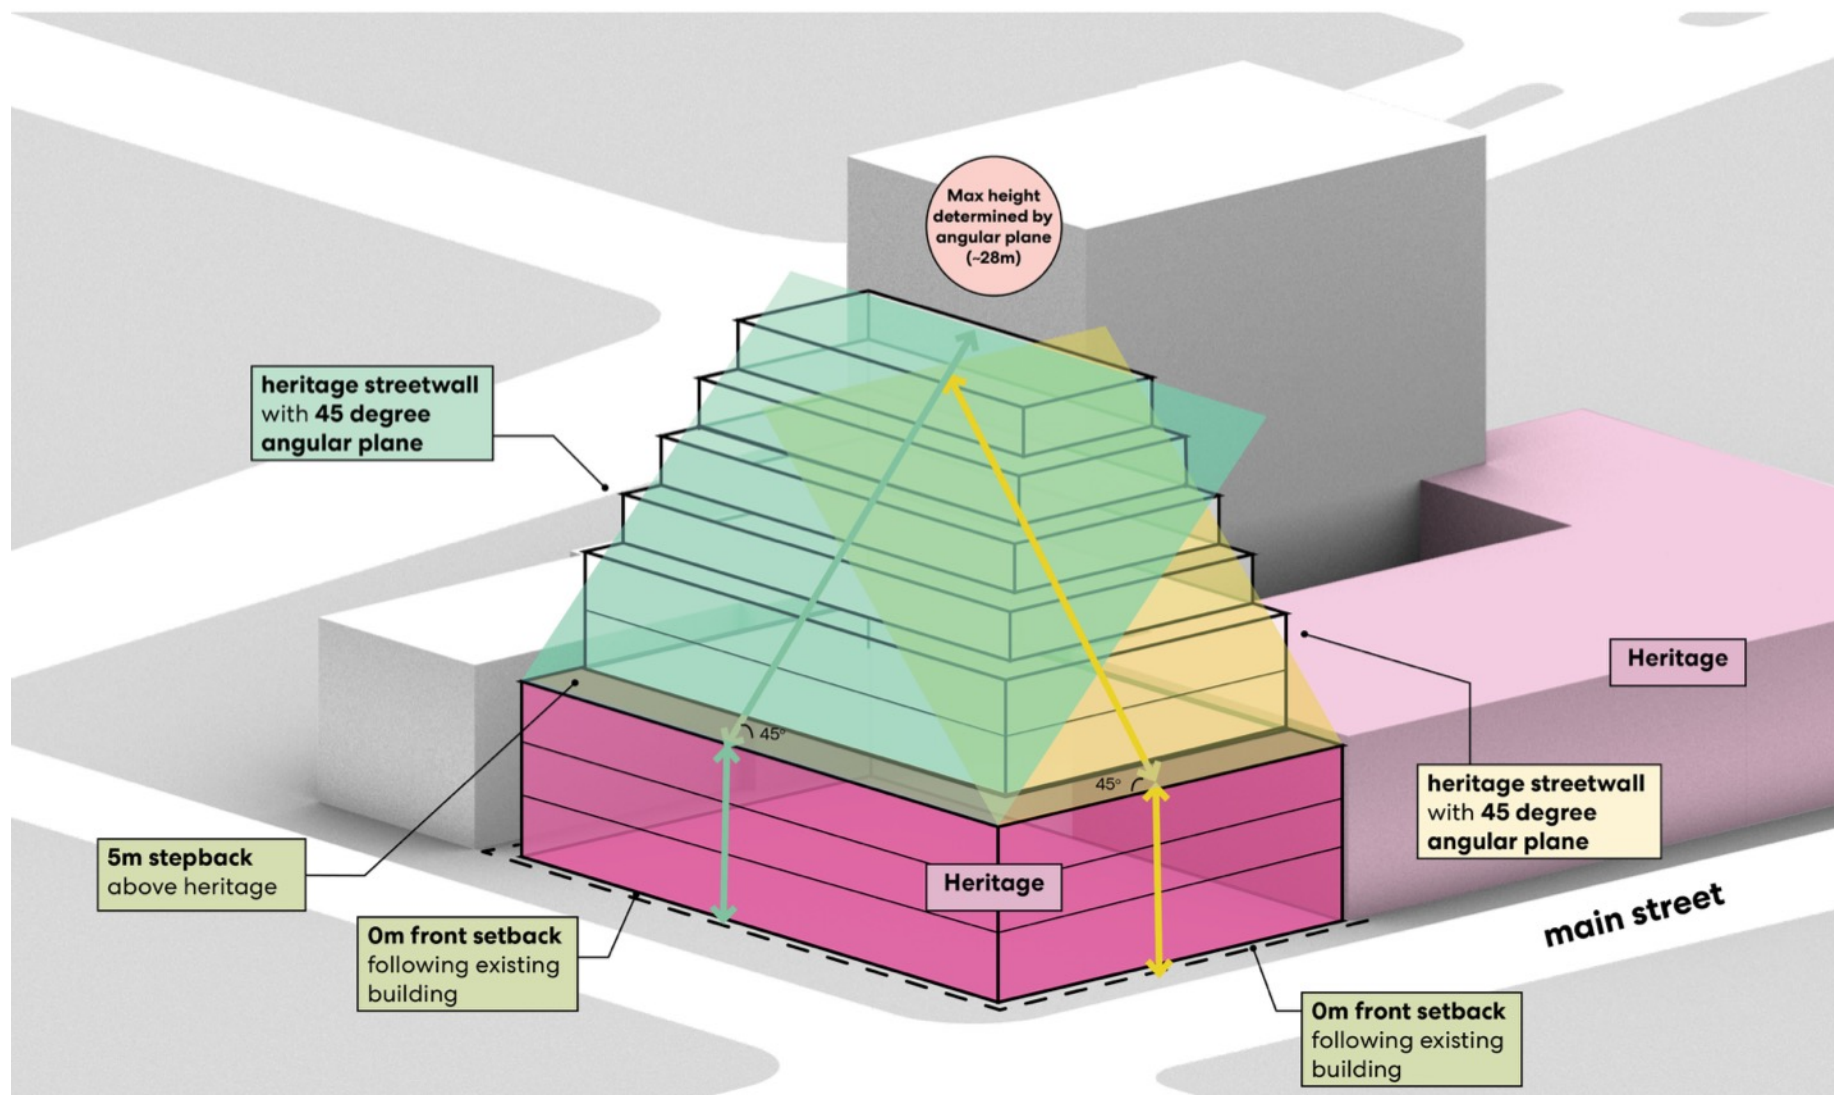 Max height
determined by
angular plane
(~28m)
heritage streetwall
with 45 degree
angular plane
Heritage
45°
45°
heritage streetwall
with 45 degree
angular plane
5m stepback
above heritage
Heritage
main street
0m front setback
following existing
building
0m front setback
following existing
building